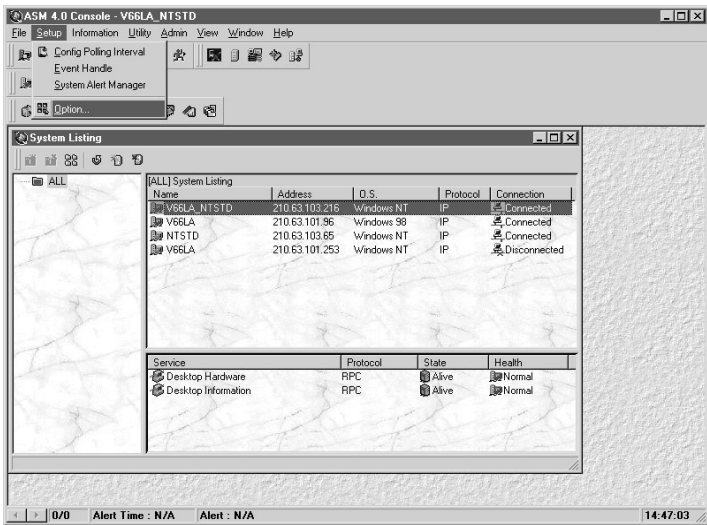 ASM 4.0 Console - V66LA_NTSTD
File Setup Information Utility Admin View Window Help
Config Polling Interval
Event Handle
System Alert Manager
Option...
System Listing
ALL
[ALL] System Listing
Name Address O.S. Protocol Connection
V66LA_NTSTD 210.63.103.216 Windows NT IP Connected
V66LA 210.63.101.96 Windows 98 IP Connected
NTSTD 210.63.103.65 Windows NT IP Connected
V66LA 210.63.101.253 Windows NT IP Disconnected
Service Protocol State Health
Desktop Hardware RPC Alive Normal
Desktop Information RPC Alive Normal
0/0 Alert Time : N/A Alert : N/A 14:47:03